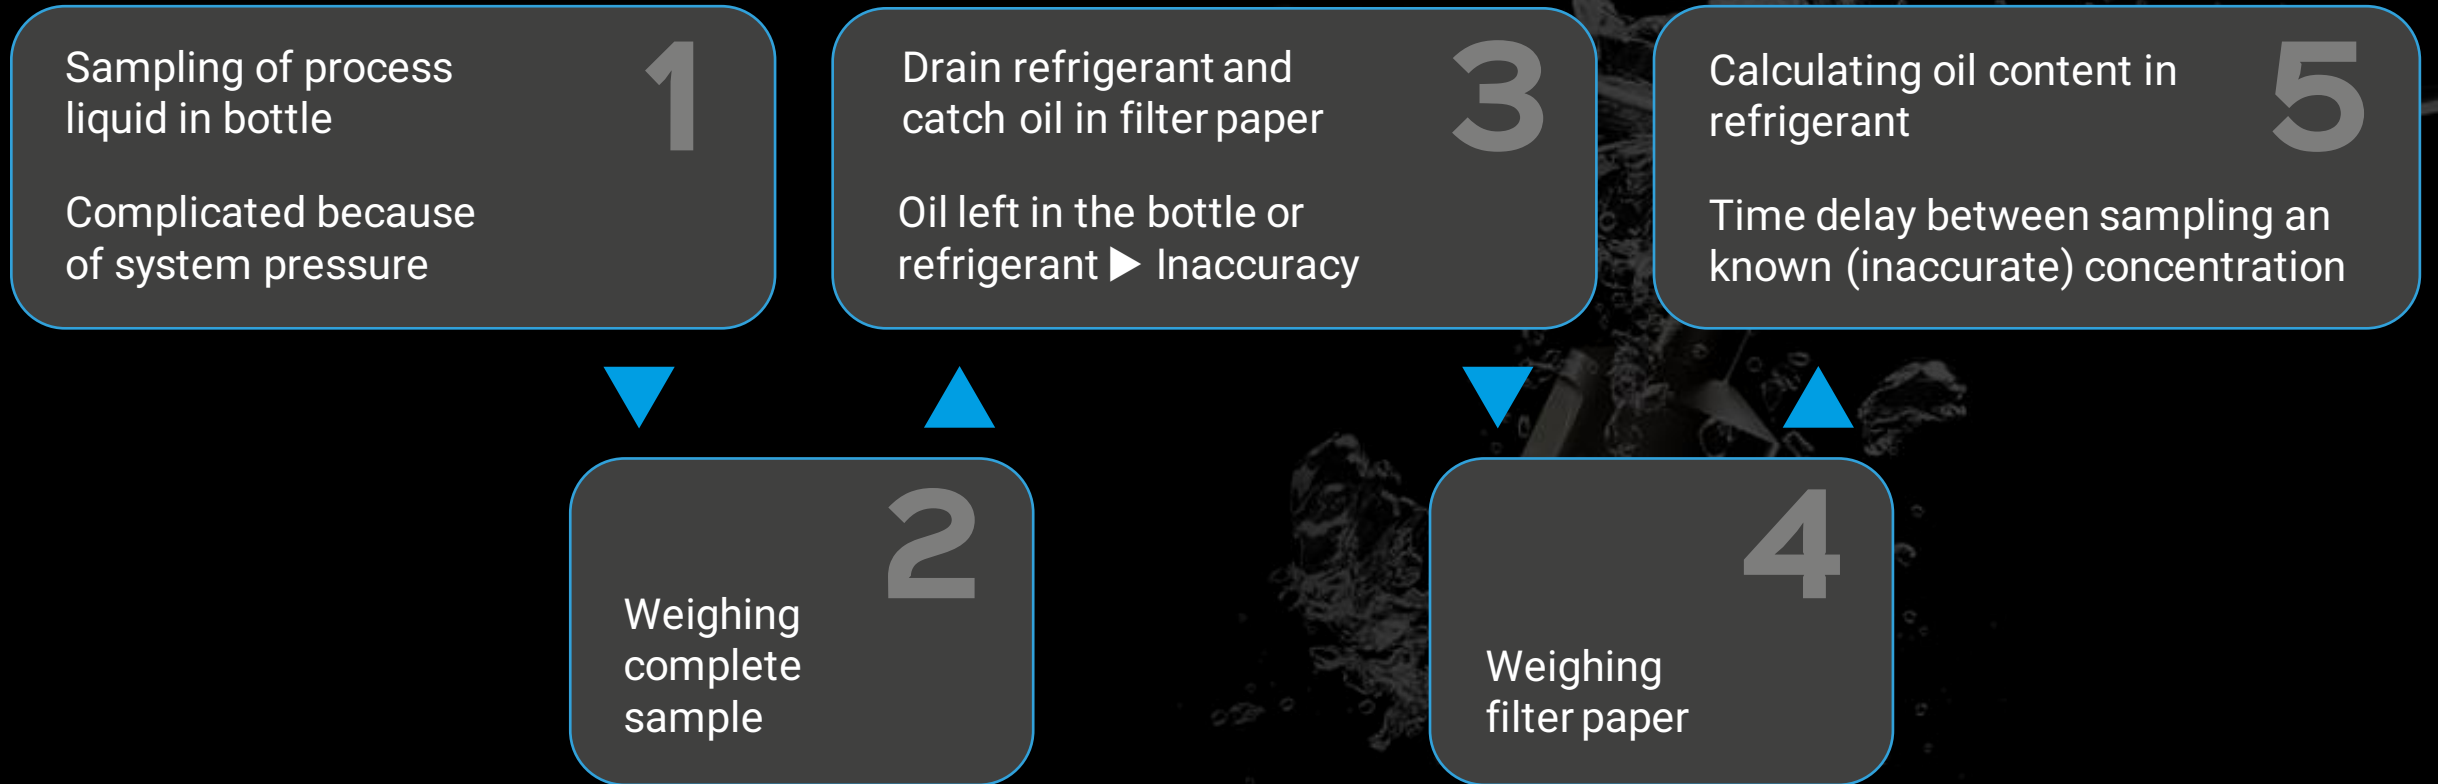 1
Sampling of process
liquid in bottle
Complicated because
of system pressure
2
Weighing
complete
sample
3
Drain refrigerant and
catch oil in filter paper
Oil left in the bottle or
refrigerant ▶ Inaccuracy
4
Weighing
filter paper
5
Calculating oil content in
refrigerant
Time delay between sampling an
known (inaccurate) concentration